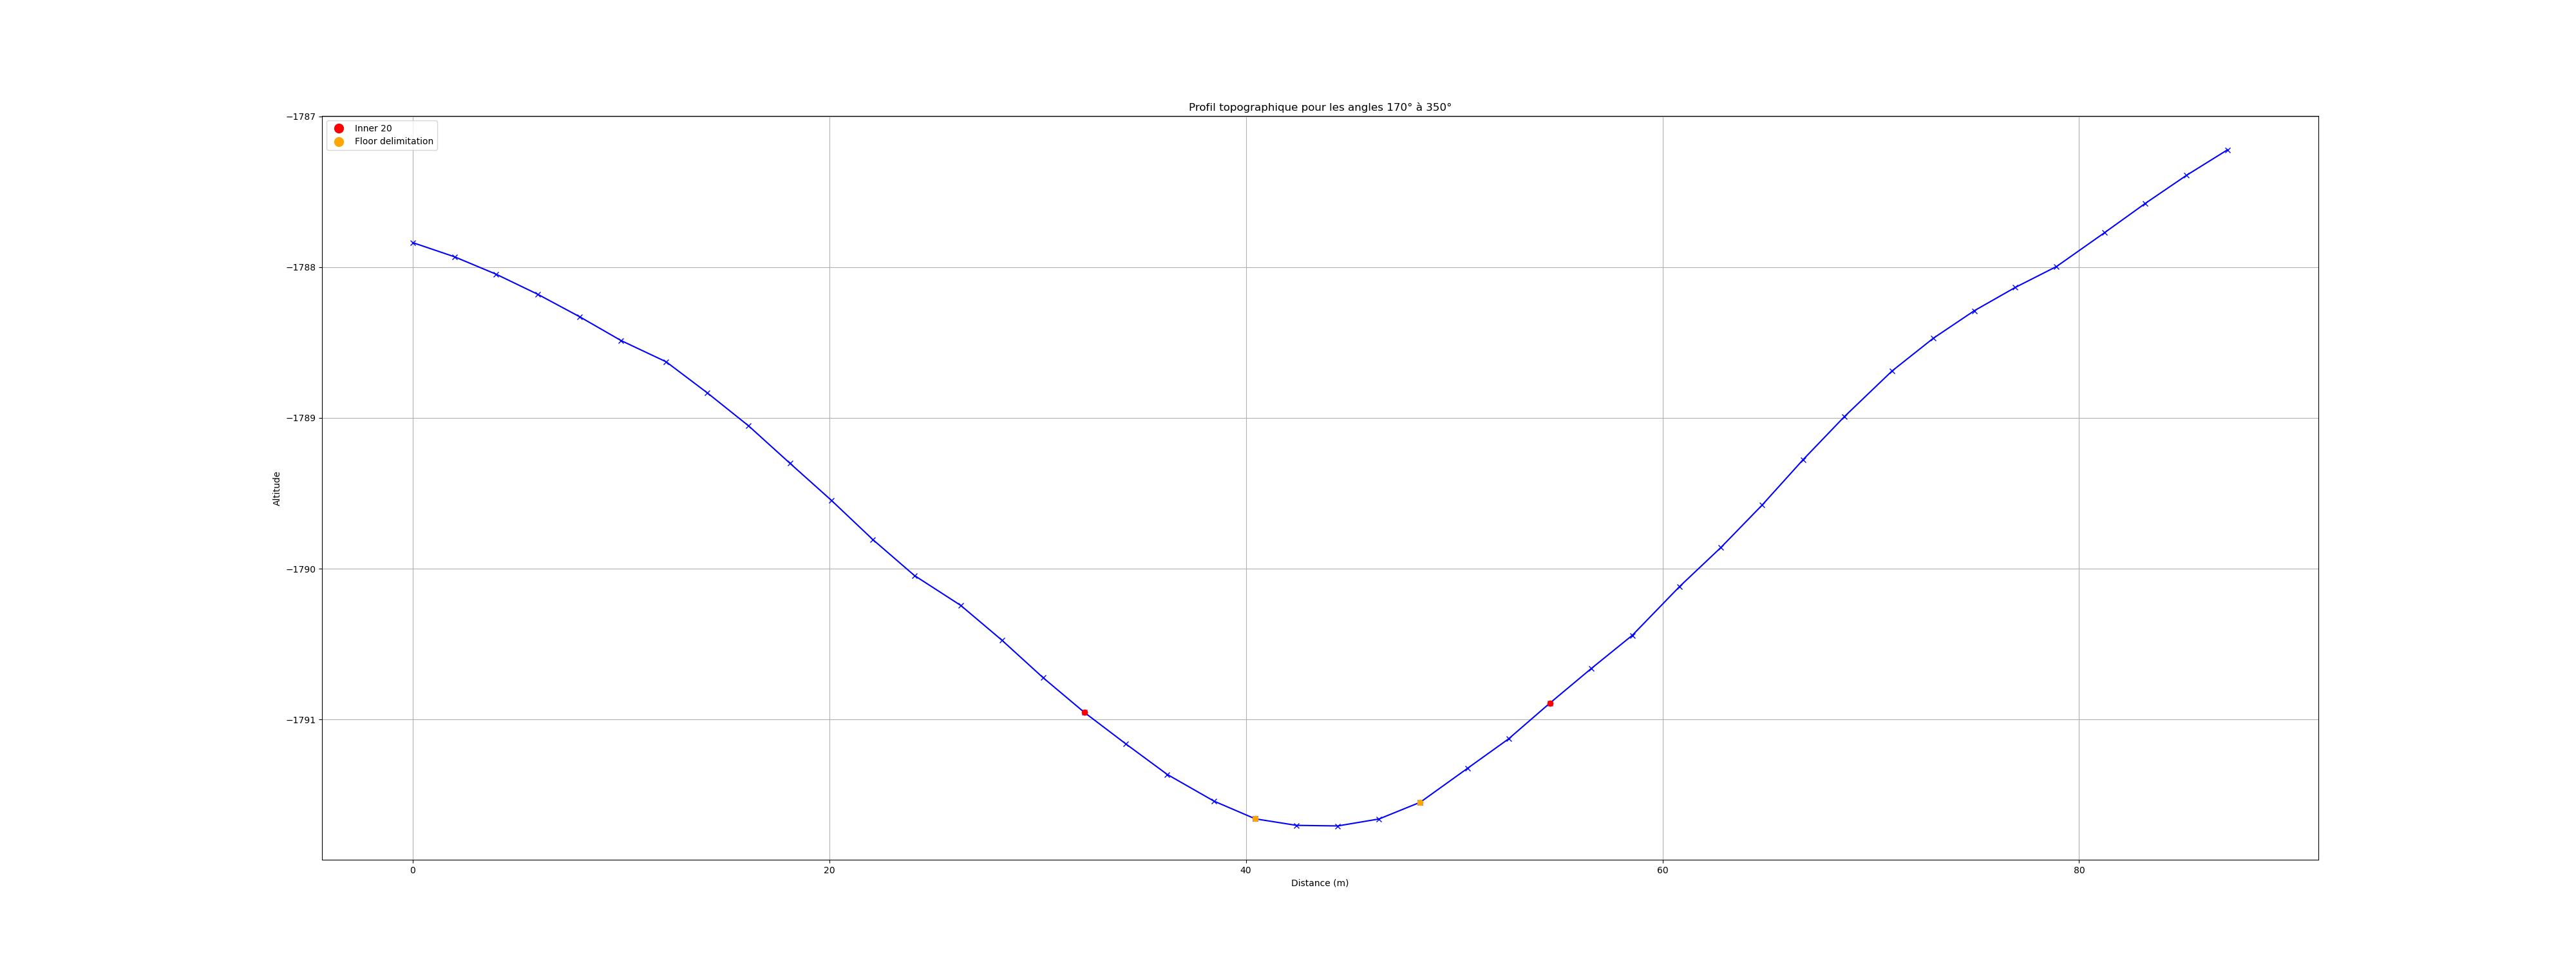 Profil topographique pour les angles 170° à 350°
Inner 20
Floor delimitation
−1787
−1788
−1789
−1790
−1791
Altitude
0 20 40 60 80
Distance (m)